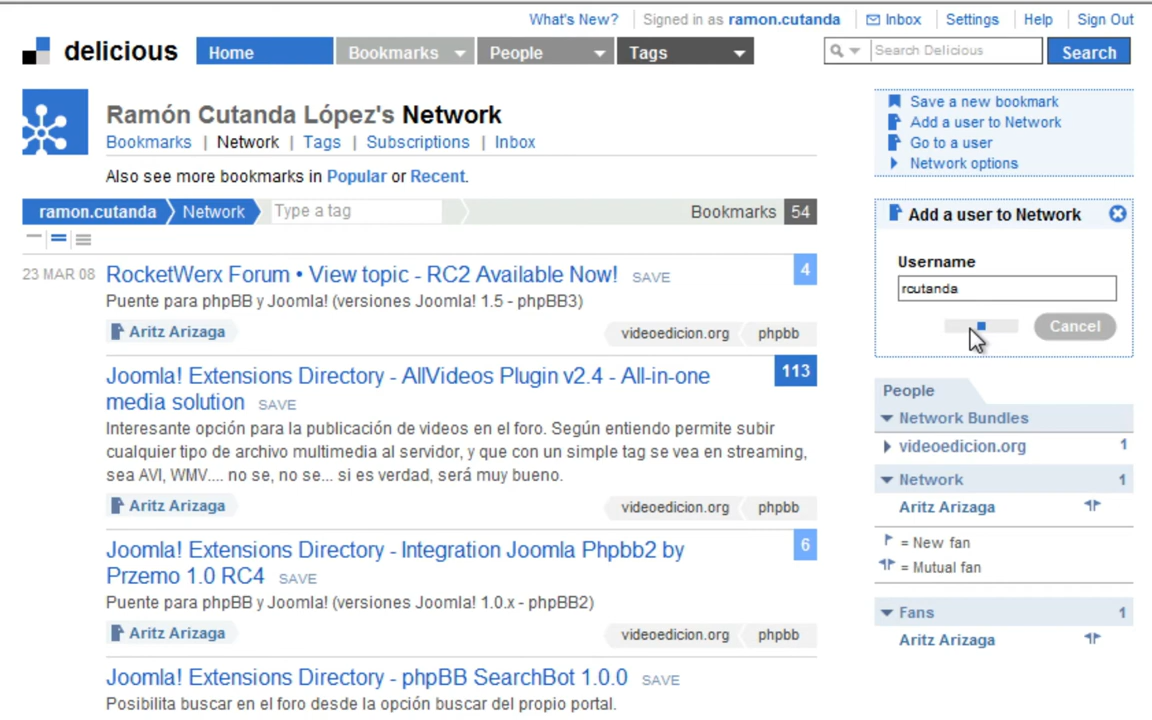 What's New? Signed in as ramon.cutanda Inbox Settings Help Sign Out
delicious Home Bookmarks People Tags Search Delicious Search
Ramón Cutanda López's Network
Bookmarks | Network | Tags | Subscriptions | Inbox
Also see more bookmarks in Popular or Recent.
ramon.cutanda Network Type a tag Bookmarks 54
23 MAR 08 RocketWerx Forum • View topic - RC2 Available Now! SAVE 4
Puente para phpBB y Joomla! (versiones Joomla! 1.5 - phpBB3)
Aritz Arizaga videoedicion.org phpbb
Joomla! Extensions Directory - AllVideos Plugin v2.4 - All-in-one 113
media solution SAVE
Interesante opción para la publicación de videos en el foro. Según entiendo permite subir
cualquier tipo de archivo multimedia al servidor, y que con un simple tag se vea en streaming,
sea AVI, WMV.... no se, no se... si es verdad, será muy bueno.
Aritz Arizaga videoedicion.org phpbb
Joomla! Extensions Directory - Integration Joomla Phpbb2 by 6
Przemo 1.0 RC4 SAVE
Puente para phpBB y Joomla! (versiones Joomla! 1.0.x - phpBB2)
Aritz Arizaga videoedicion.org phpbb
Joomla! Extensions Directory - phpBB SearchBot 1.0.0 SAVE
Posibilita buscar en el foro desde la opción buscar del propio portal.
Save a new bookmark
Add a user to Network
Go to a user
Network options
Add a user to Network
Username
rcutanda
Cancel
People
Network Bundles
videoedicion.org 1
Network 1
Aritz Arizaga
= New fan
= Mutual fan
Fans 1
Aritz Arizaga